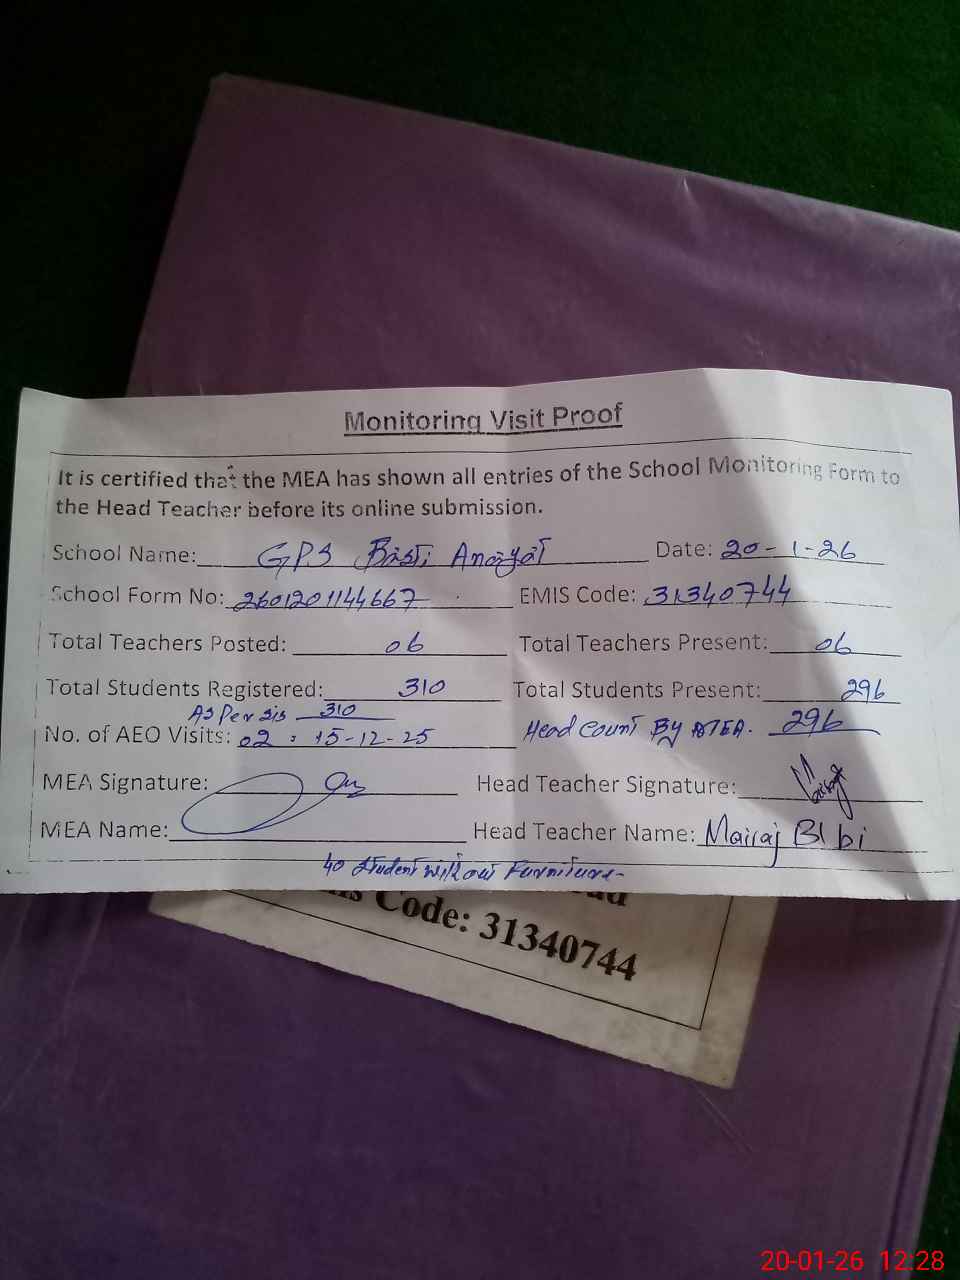 Monitoring Visit Proof
It is certified that the MEA has shown all entries of the School Monitoring Form to
the Head Teacher before its online submission.
School Name: GPS Basti Anayat Date: 20-1-26
School Form No: 2601201144667 EMIS Code: 31340744
Total Teachers Posted: 06 Total Teachers Present: 06
Total Students Registered: 310 Total Students Present: 296
As Per sis 310
No. of AEO Visits: 02 : 15-12-25 Head Count By MEA. 296
MEA Signature: Head Teacher Signature:
MEA Name: Head Teacher Name: Mairaj BIbi
40 student without Furniture-
Code: 31340744
20-01-26 12:28